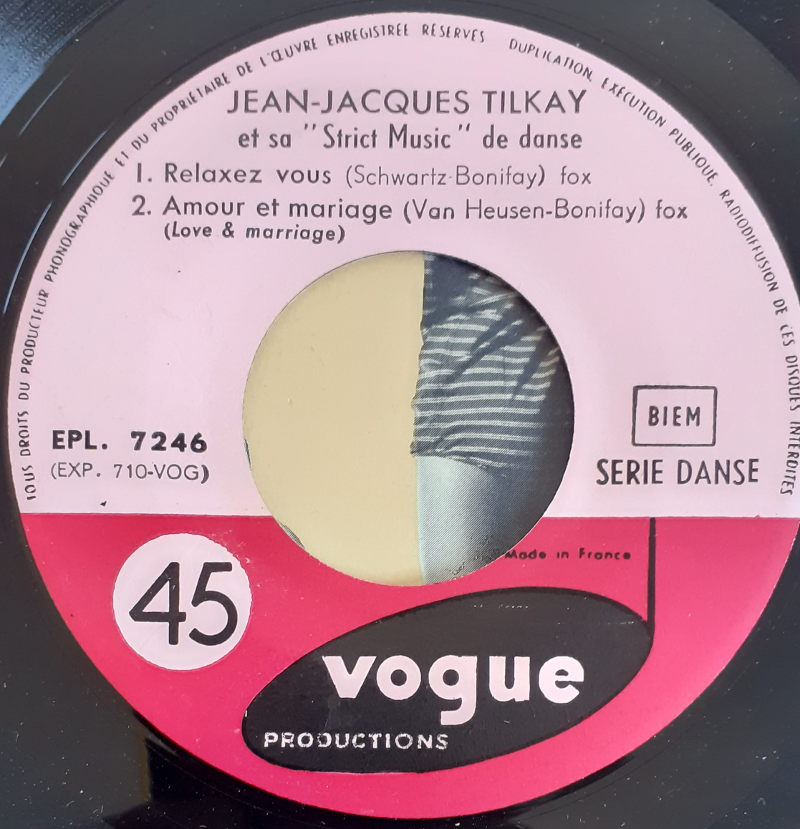 TOUS DROITS DU PRODUCTEUR PHONOGRAPHIQUE ET DU PROPRIÉTAIRE DE L'ŒUVRE ENREGISTRÉE RÉSERVÉS DUPLICATION, EXÉCUTION PUBLIQUE, RADIODIFFUSION DE CES DISQUES INTERDITES
JEAN-JACQUES TILKAY
et sa "Strict Music" de danse
1. Relaxez vous (Schwartz-Bonifay) fox
2. Amour et mariage (Van Heusen-Bonifay) fox
(Love & marriage)
EPL. 7246
(EXP. 710-VOG)
BIEM
SERIE DANSE
Made in France
45
vogue
PRODUCTIONS